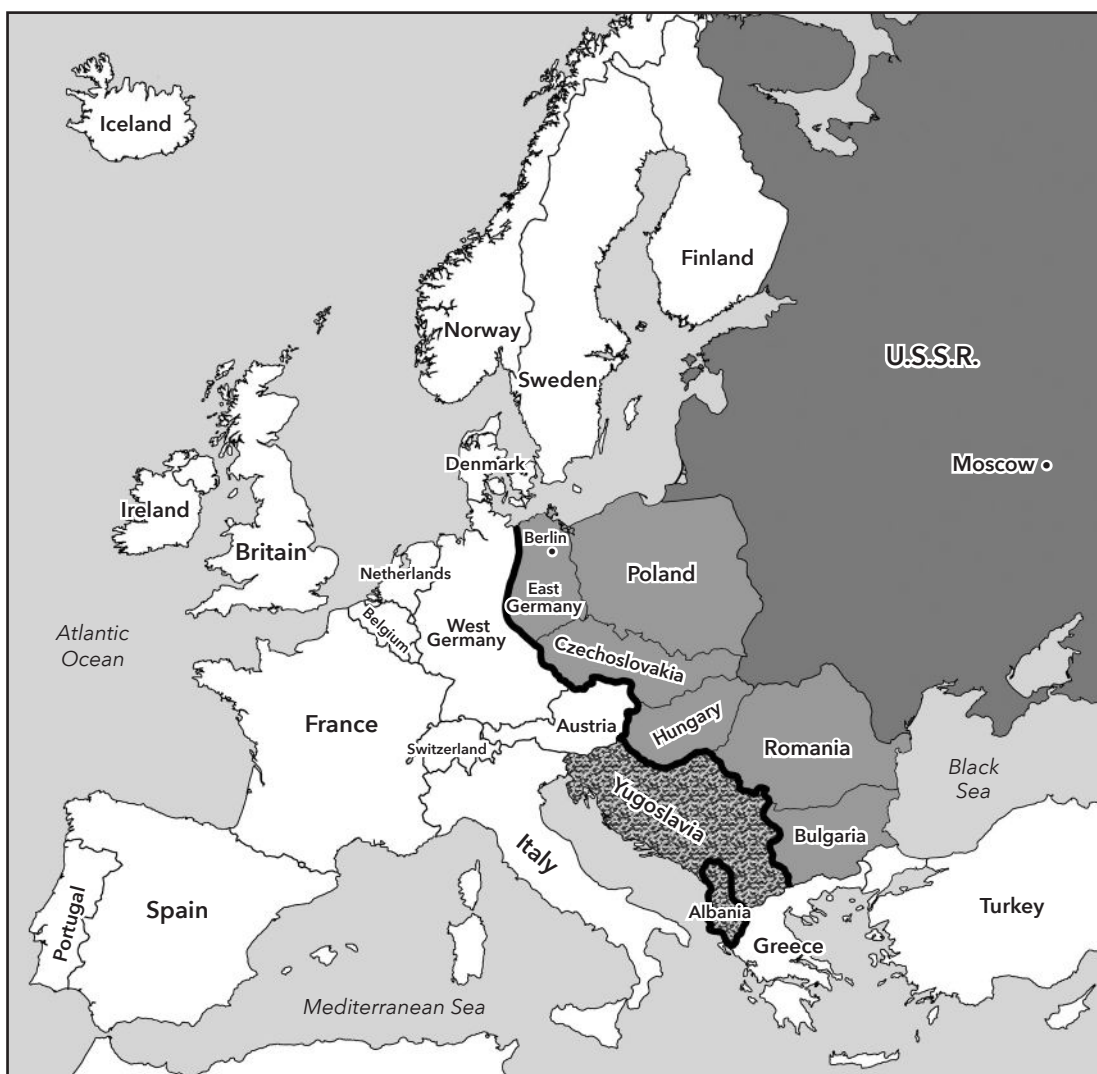 Iceland
Finland
Norway
U.S.S.R.
Sweden
Moscow
Denmark
Ireland
Berlin
Britain
Netherlands
Poland
East
Germany
Belgium
West
Germany
Atlantic
Ocean
Czechoslovakia
France
Austria
Hungary
Switzerland
Romania
Black
Sea
Yugoslavia
Bulgaria
Italy
Portugal
Spain
Albania
Turkey
Greece
Mediterranean Sea